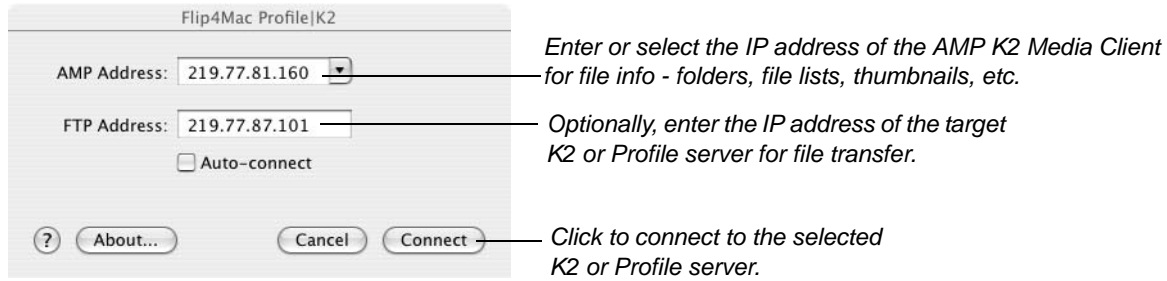 Flip4Mac Profile|K2
AMP Address: 219.77.81.160
Enter or select the IP address of the AMP K2 Media Client
for file info - folders, file lists, thumbnails, etc.
FTP Address: 219.77.87.101
Optionally, enter the IP address of the target
K2 or Profile server for file transfer.
Auto-connect
? About... Cancel Connect
Click to connect to the selected
K2 or Profile server.